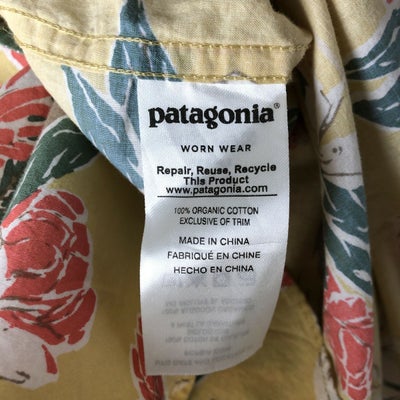 patagonia®
WORN WEAR
Repair, Reuse, Recycle
This Product
www.patagonia.com
100% ORGANIC COTTON
EXCLUSIVE OF TRIM
MADE IN CHINA
FABRIQUÉ EN CHINE
HECHO EN CHINA